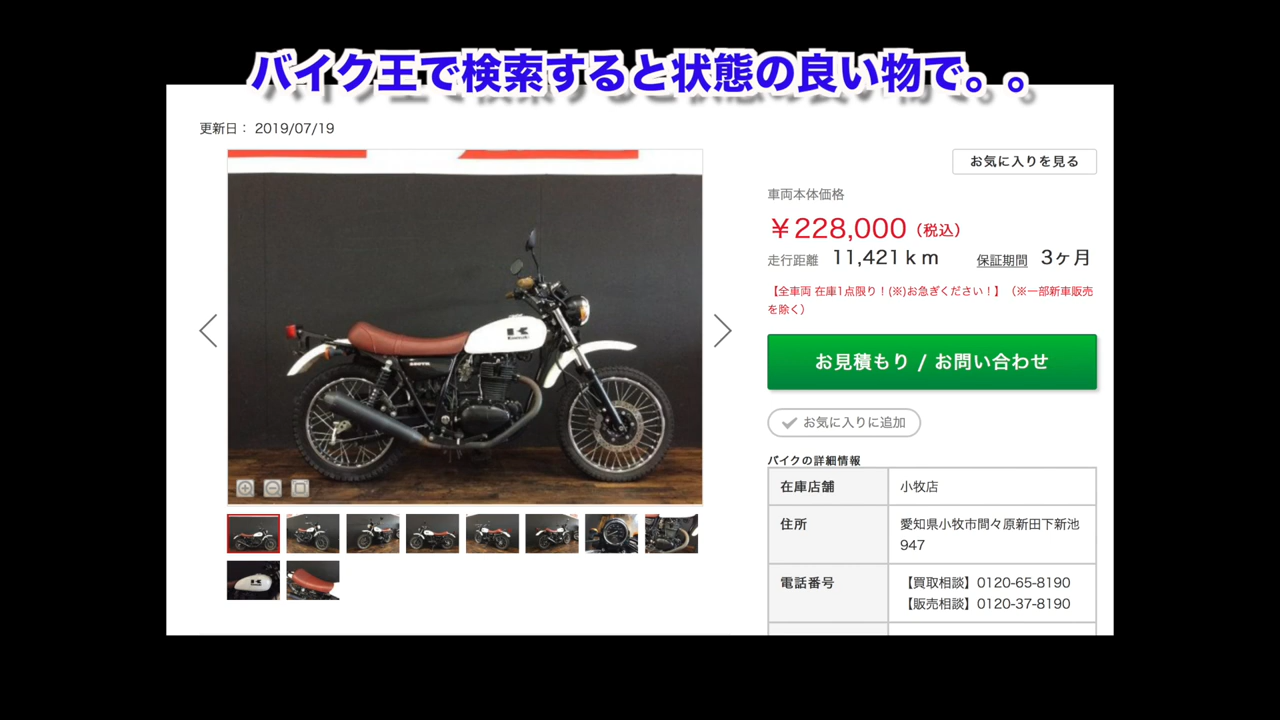 バイク王で検索すると状態の良い物で。。
更新日： 2019/07/19
お気に入りを見る
車両本体価格
￥228,000（税込）
走行距離 11,421ｋｍ 保証期間 3ヶ月
【全車両 在庫1点限り！(※)お急ぎください！】（※一部新車販売
を除く）
お見積もり / お問い合わせ
お気に入りに追加
バイクの詳細情報
在庫店舗 小牧店
住所 愛知県小牧市間々原新田下新池
947
電話番号 【買取相談】0120-65-8190
【販売相談】0120-37-8190
K
Kawasaki